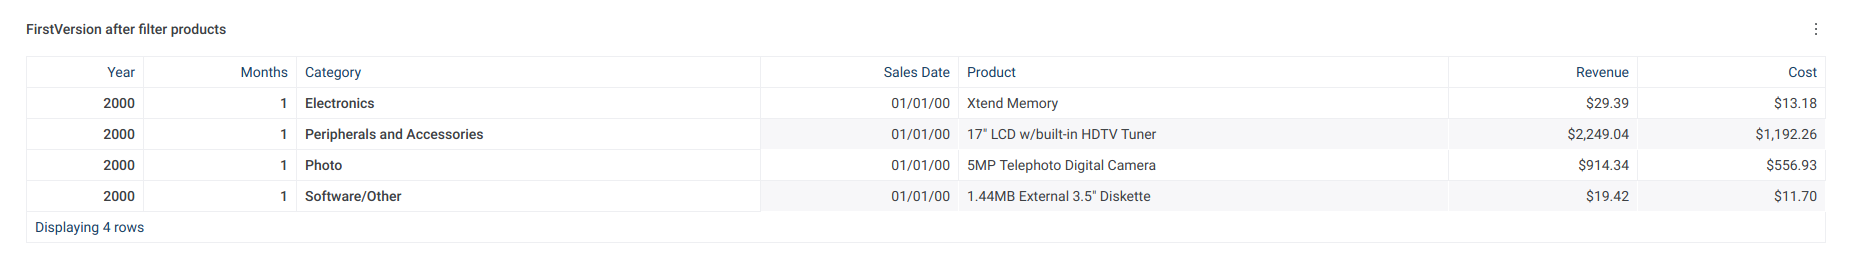 FirstVersion after filter products
Year Months Category Sales Date Product Revenue Cost
2000 1 Electronics 01/01/00 Xtend Memory $29.39 $13.18
2000 1 Peripherals and Accessories 01/01/00 17" LCD w/built-in HDTV Tuner $2,249.04 $1,192.26
2000 1 Photo 01/01/00 5MP Telephoto Digital Camera $914.34 $556.93
2000 1 Software/Other 01/01/00 1.44MB External 3.5" Diskette $19.42 $11.70
Displaying 4 rows